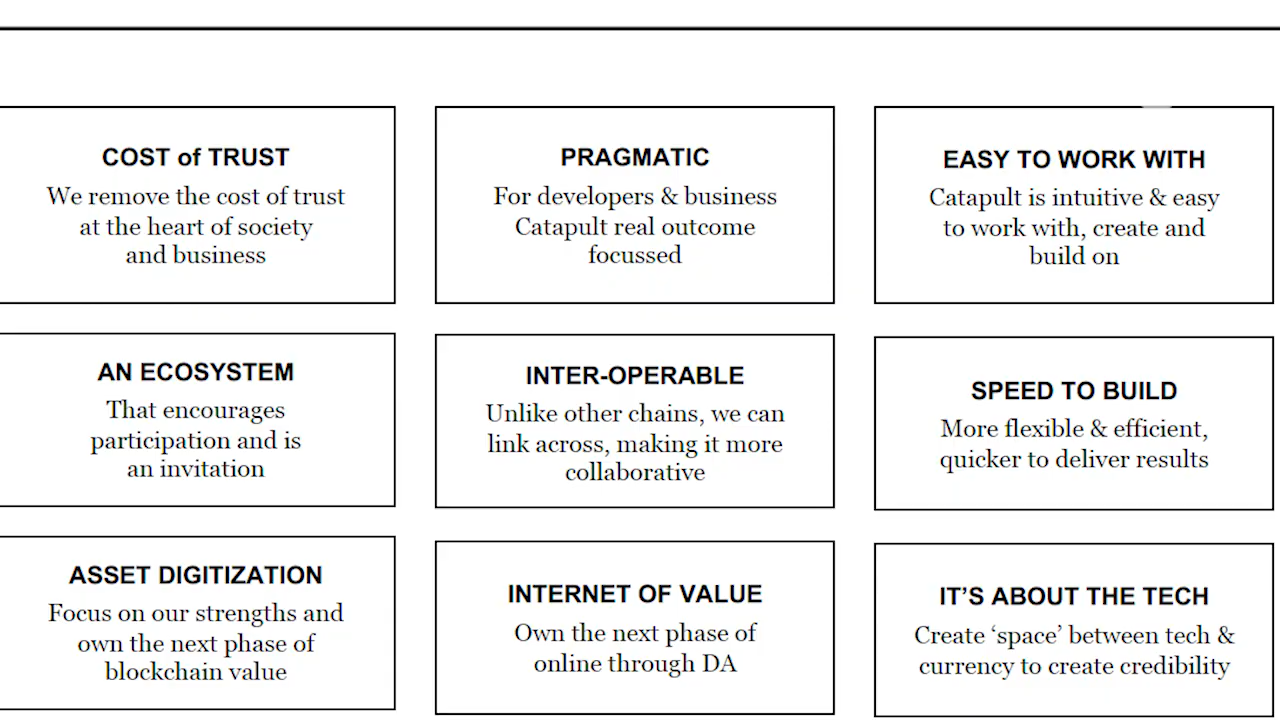 COST of TRUST
We remove the cost of trust
at the heart of society
and business
PRAGMATIC
For developers & business
Catapult real outcome
focussed
EASY TO WORK WITH
Catapult is intuitive & easy
to work with, create and
build on
AN ECOSYSTEM
That encourages
participation and is
an invitation
INTER-OPERABLE
Unlike other chains, we can
link across, making it more
collaborative
SPEED TO BUILD
More flexible & efficient,
quicker to deliver results
ASSET DIGITIZATION
Focus on our strengths and
own the next phase of
blockchain value
INTERNET OF VALUE
Own the next phase of
online through DA
IT’S ABOUT THE TECH
Create ‘space’ between tech &
currency to create credibility